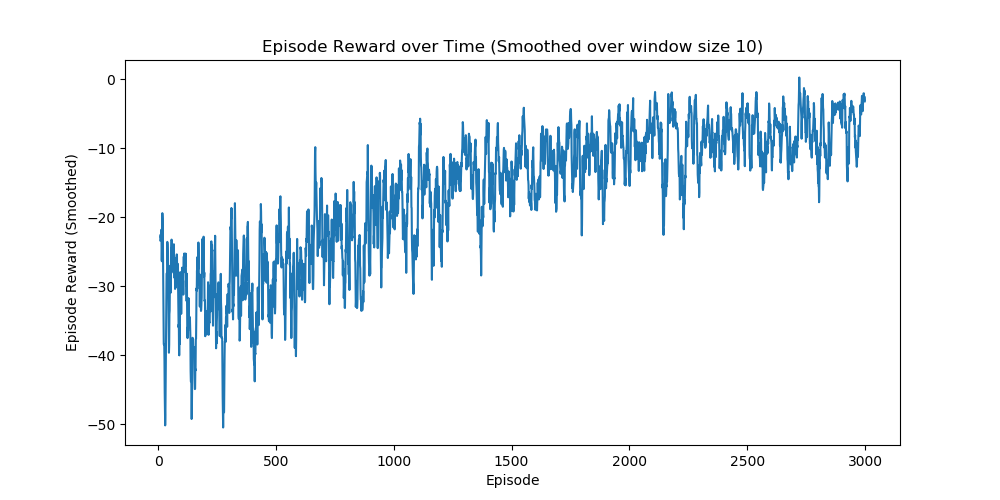 Episode Reward over Time (Smoothed over window size 10)
0
−10
−20
−30
−40
−50
Episode Reward (Smoothed)
0 500 1000 1500 2000 2500 3000
Episode